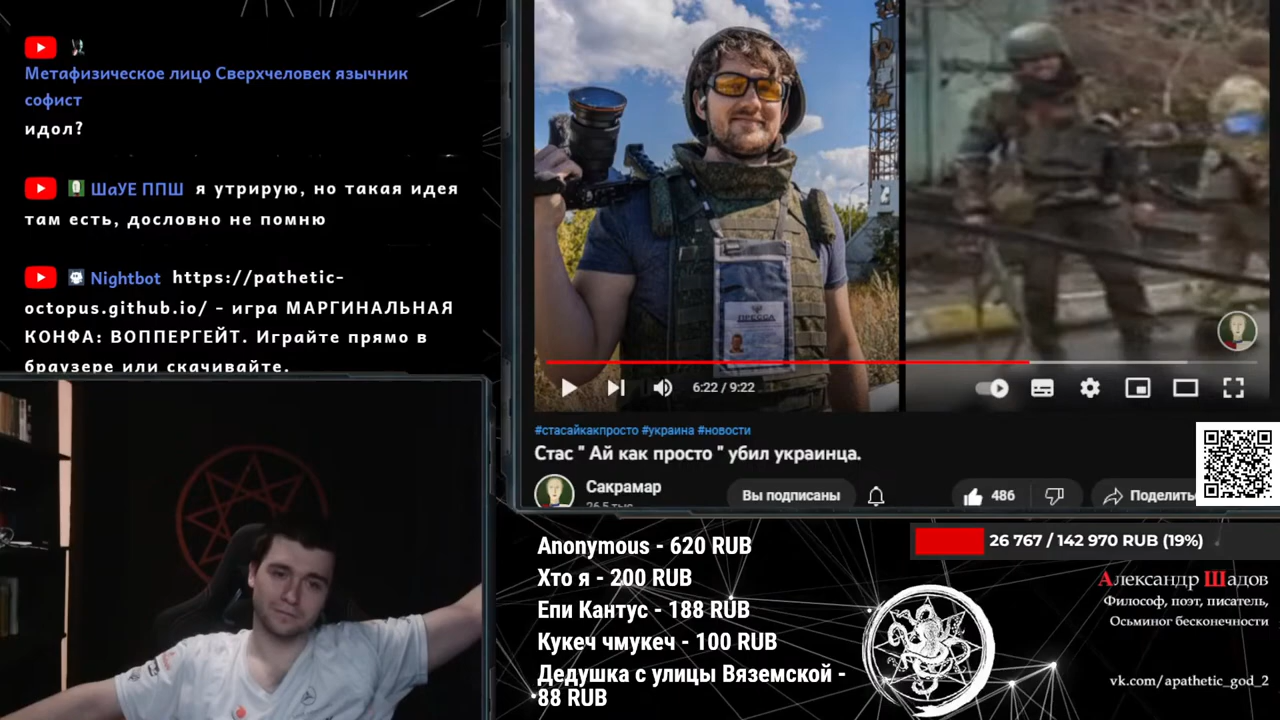 Метафизическое лицо Сверхчеловек язычник
софист
идол?
ШаУЕ ППШ я утрирую, но такая идея
там есть, дословно не помню
Nightbot https://pathetic-
octopus.github.io/ - игра МАРГИНАЛЬНАЯ
КОНФА: ВОППЕРГЕЙТ. Играйте прямо в
браузере или скачивайте.
ПРЕССА
6:22 / 9:22
#стасайкакпросто #украина #новости
Стас " Ай как просто " убил украинца.
Сакрамар
26,5 тыс.
Вы подписаны
486
Поделить
Anonymous - 620 RUB
Хто я - 200 RUB
Епи Кантус - 188 RUB
Кукеч чмукеч - 100 RUB
Дедушка с улицы Вяземской -
88 RUB
26 767 / 142 970 RUB (19%)
Александр Шадов
Философ, поэт, писатель,
Осьминог бесконечности
vk.com/apathetic_god_2